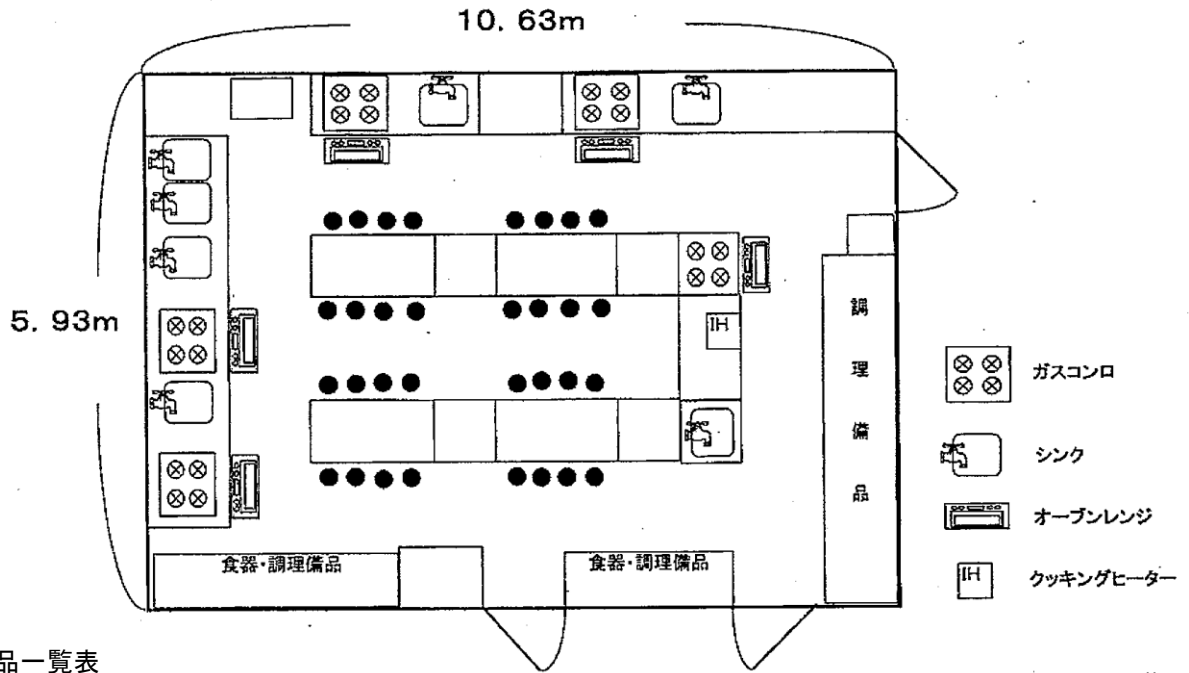 10.63m
5.93m
IH
調理備品
食器・調理備品
食器・調理備品
ガスコンロ
シンク
オーブンレンジ
IH
クッキングヒーター
品一覧表